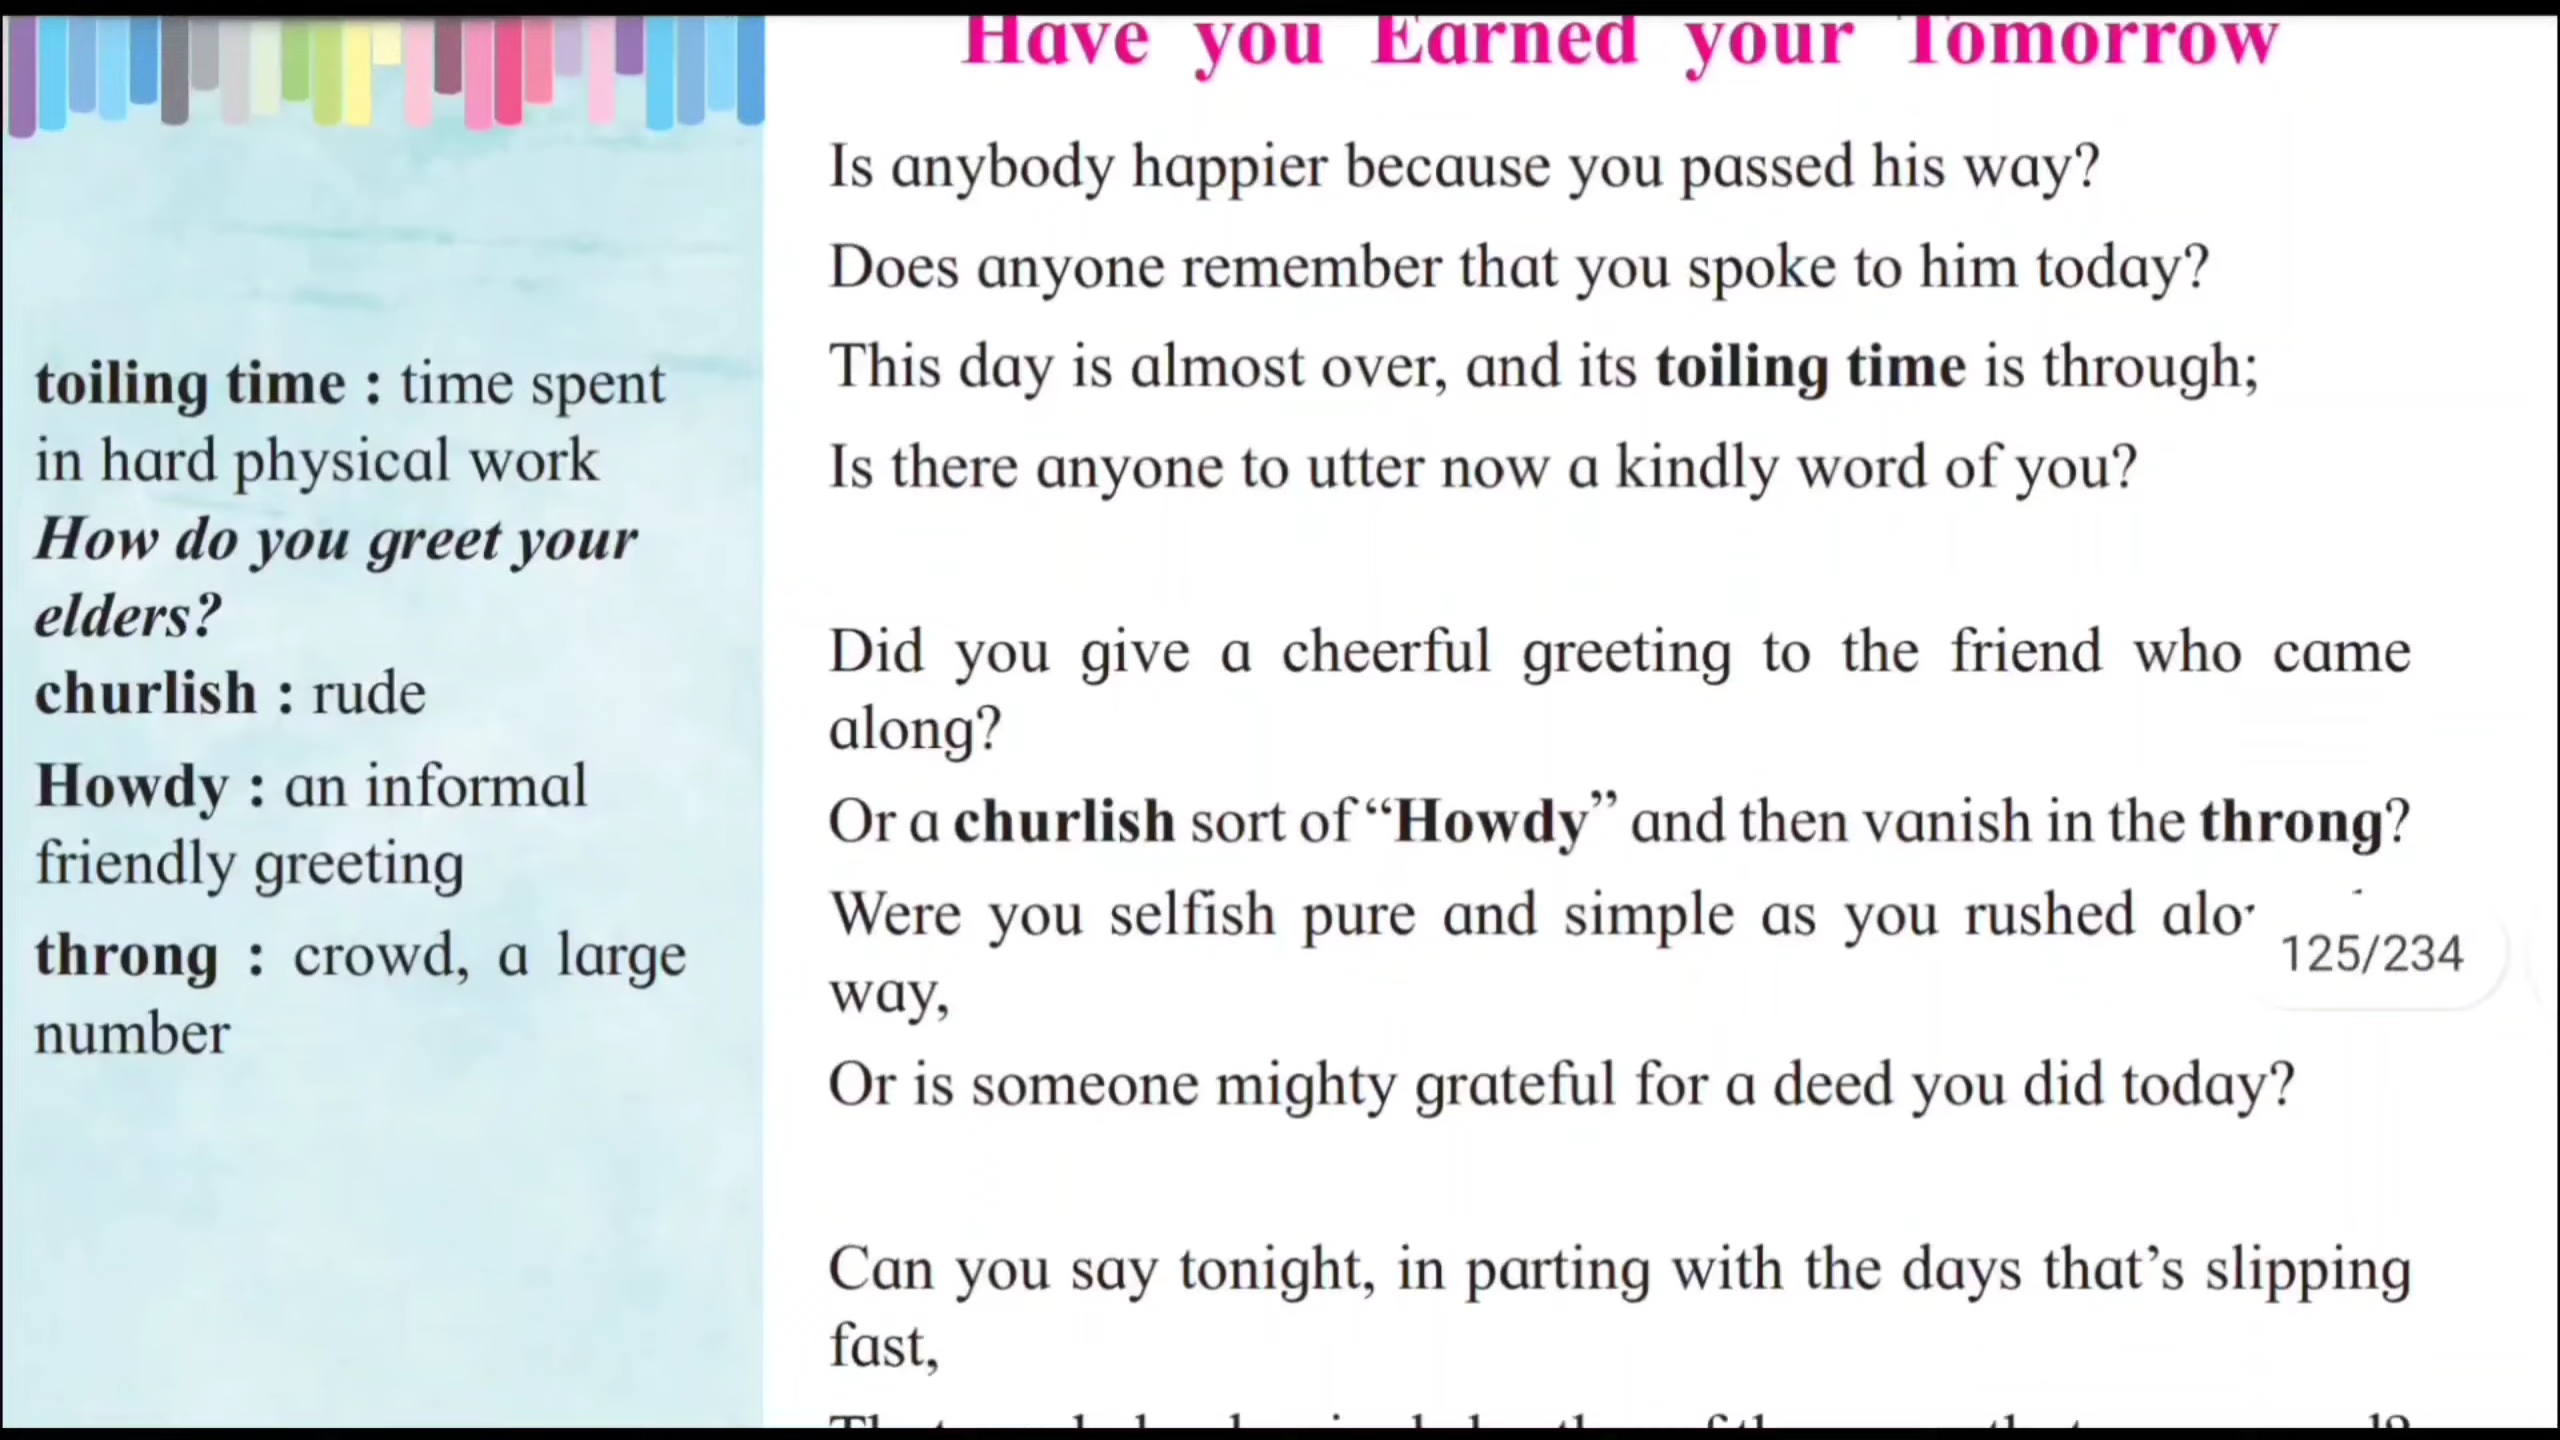 Have you Earned your Tomorrow
toiling time : time spent
in hard physical work
How do you greet your
elders?
churlish : rude
Howdy : an informal
friendly greeting
throng : crowd, a large
number
Is anybody happier because you passed his way?
Does anyone remember that you spoke to him today?
This day is almost over, and its toiling time is through;
Is there anyone to utter now a kindly word of you?
Did you give a cheerful greeting to the friend who came
along?
Or a churlish sort of “Howdy” and then vanish in the throng?
Were you selfish pure and simple as you rushed
way,
Or is someone mighty grateful for a deed you did today?
Can you say tonight, in parting with the days that’s slipping
fast,
125/234